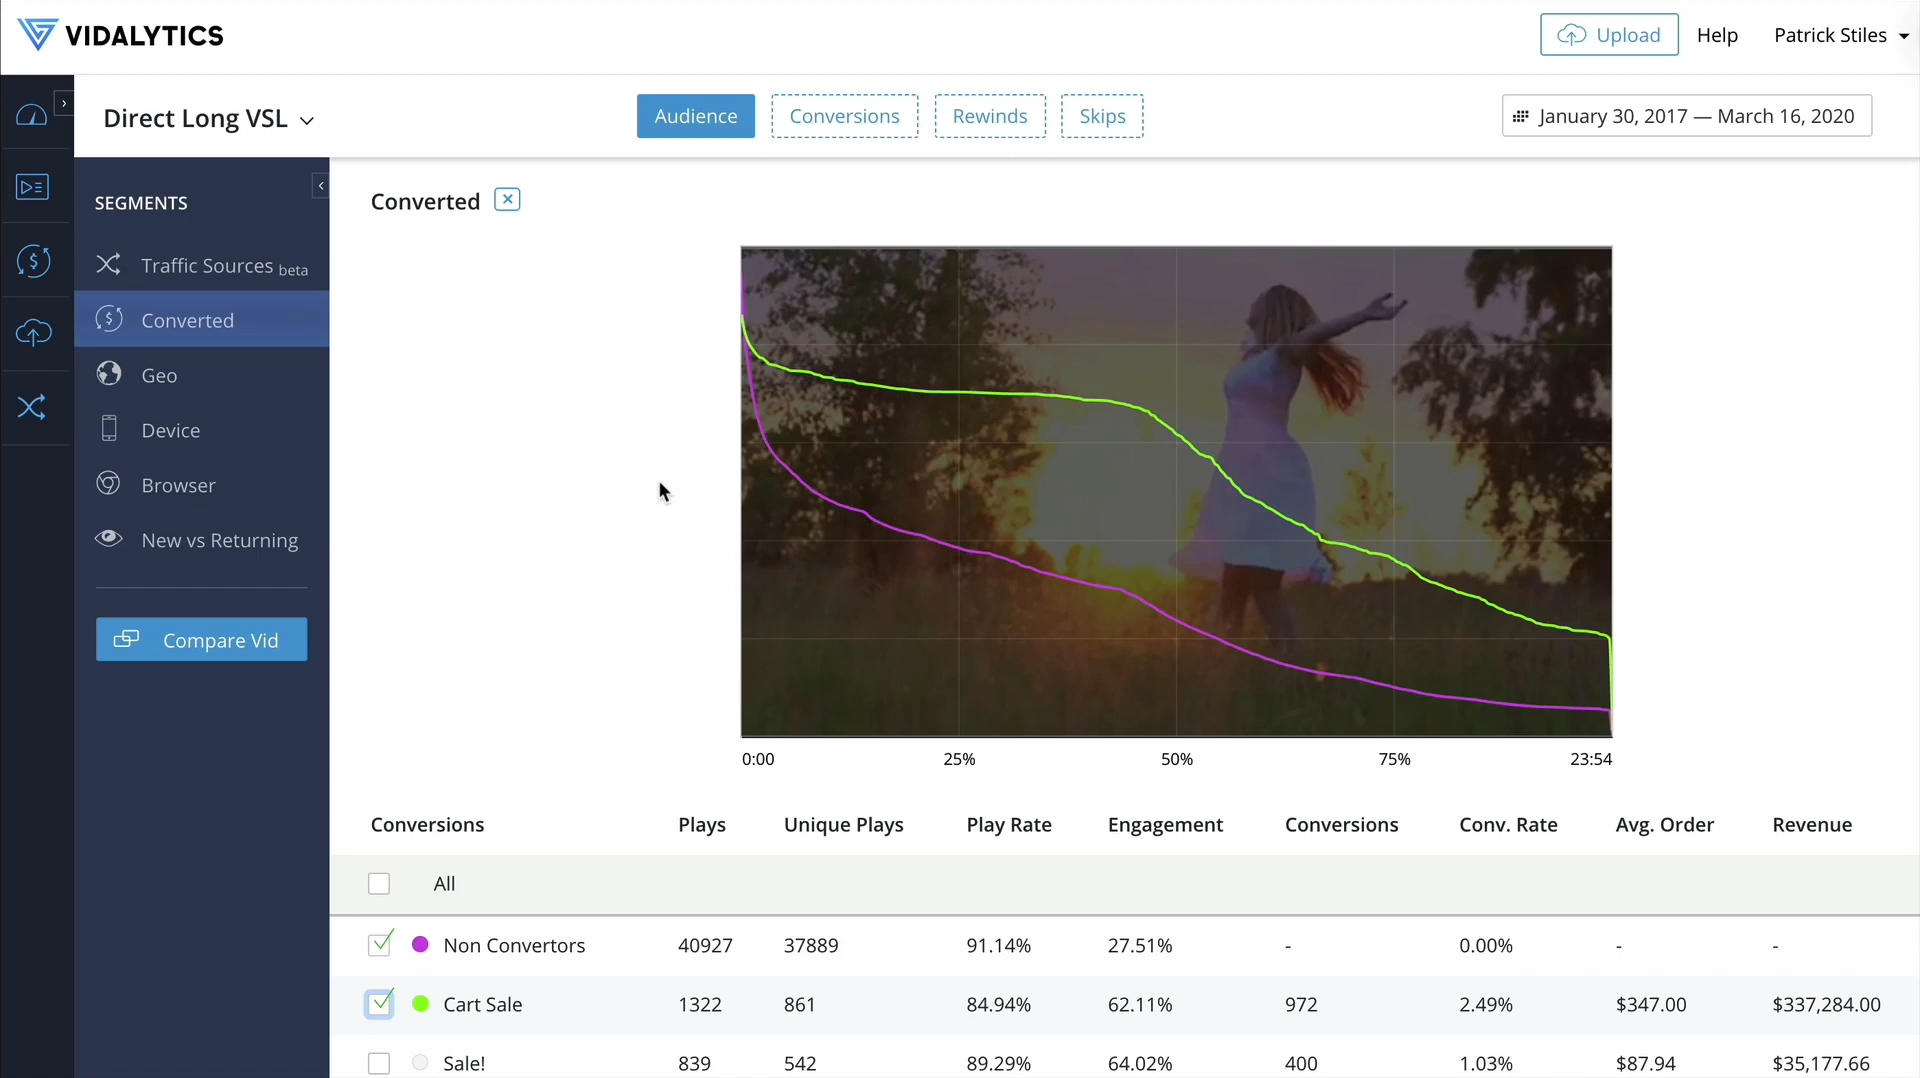 VIDALYTICS
Upload
Help
Patrick Stiles
Direct Long VSL
Audience
Conversions
Rewinds
Skips
January 30, 2017 — March 16, 2020
SEGMENTS
Traffic Sources beta
Converted
Geo
Device
Browser
New vs Returning
Compare Vid
Converted
0:00 25% 50% 75% 23:54
Conversions Plays Unique Plays Play Rate Engagement Conversions Conv. Rate Avg. Order Revenue
All
Non Convertors 40927 37889 91.14% 27.51% - 0.00% - -
Cart Sale 1322 861 84.94% 62.11% 972 2.49% $347.00 $337,284.00
Sale! 839 542 89.29% 64.02% 400 1.03% $87.94 $35,177.66